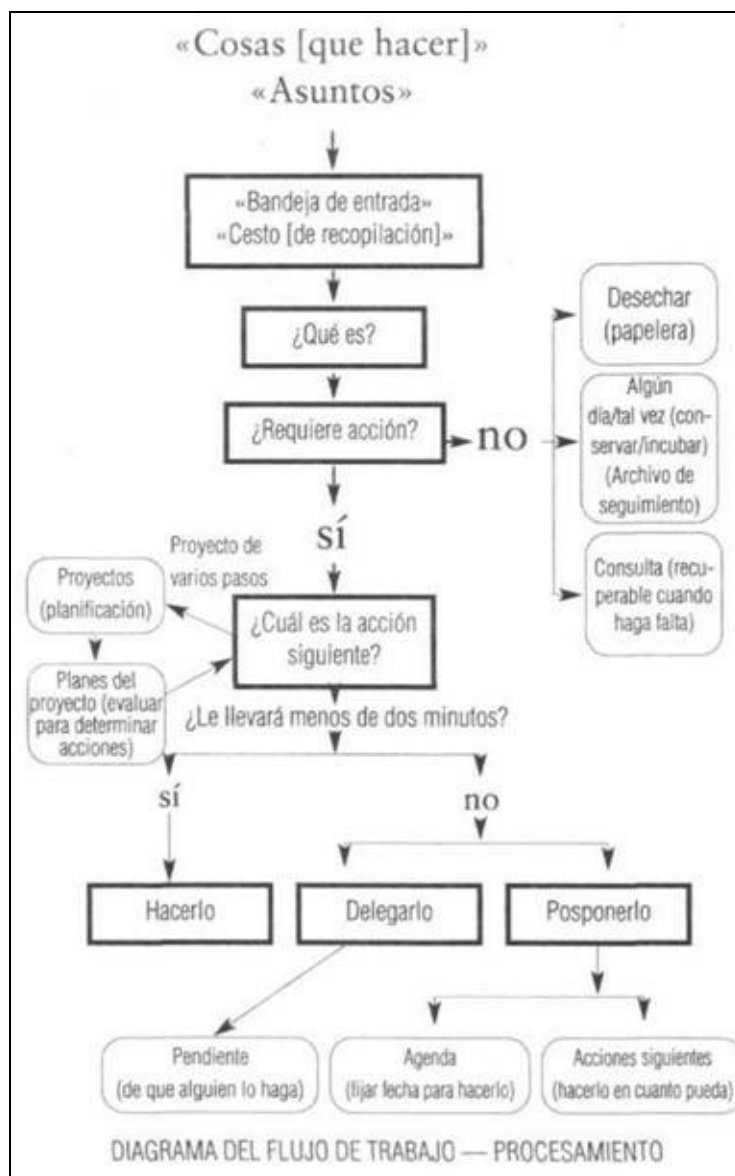 «Cosas [que hacer]»
«Asuntos»
«Bandeja de entrada»
«Cesto [de recopilación]»
¿Qué es?
¿Requiere acción?
no
Desechar
(papelera)
Algún
día/tal vez (con-
servar/incubar)
(Archivo de
seguimiento)
Consulta (recu-
perable cuando
haga falta)
sí
Proyecto de
varios pasos
Proyectos
(planificación)
Planes del
proyecto (evaluar
para determinar
acciones)
¿Cuál es la acción
siguiente?
¿Le llevará menos de dos minutos?
sí
no
Hacerlo
Delegarlo
Posponerlo
Pendiente
(de que alguien lo haga)
Agenda
(fijar fecha para hacerlo)
Acciones siguientes
(hacerlo en cuanto pueda)
DIAGRAMA DEL FLUJO DE TRABAJO — PROCESAMIENTO